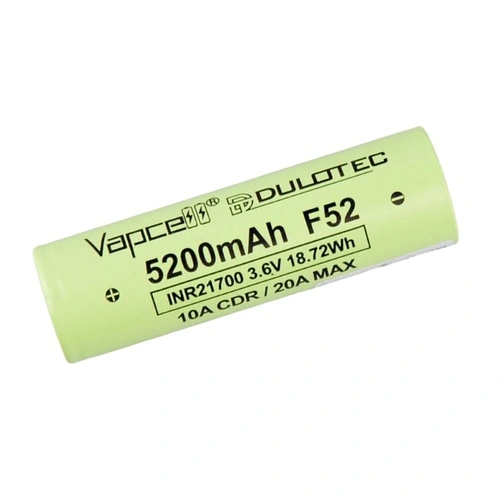 Vapcell® DULOTEC
5200mAh F52
INR21700 3.6V 18.72Wh
10A CDR / 20A MAX
+ -